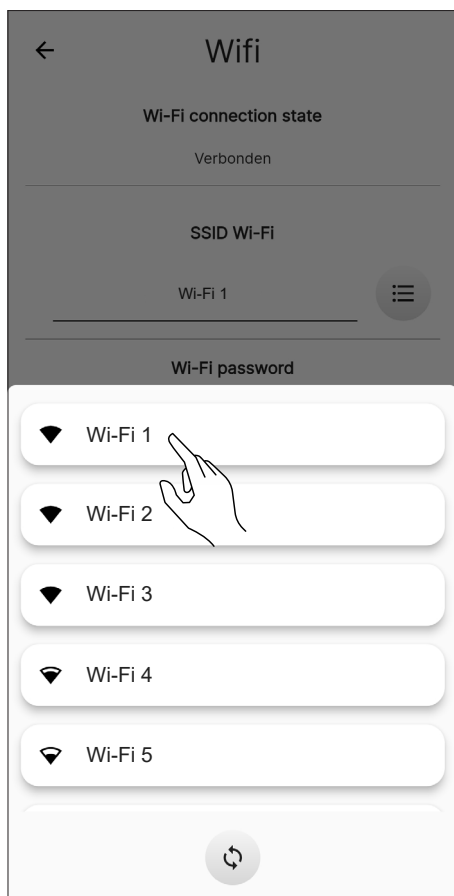 Wifi
Wi-Fi connection state
Verbonden
SSID Wi-Fi
Wi-Fi 1
Wi-Fi password
Wi-Fi 1
Wi-Fi 2
Wi-Fi 3
Wi-Fi 4
Wi-Fi 5